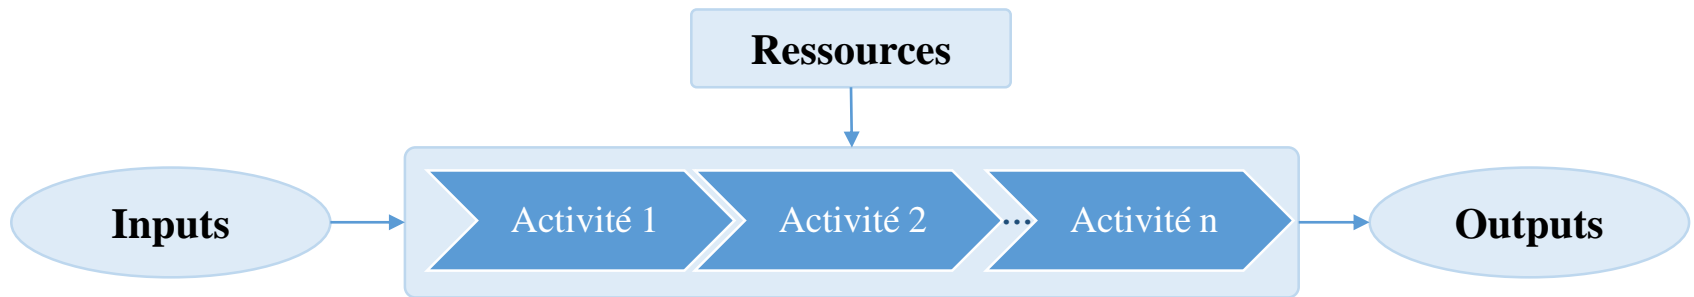 Ressources
Inputs
Activité 1
Activité 2
...
Activité n
Outputs